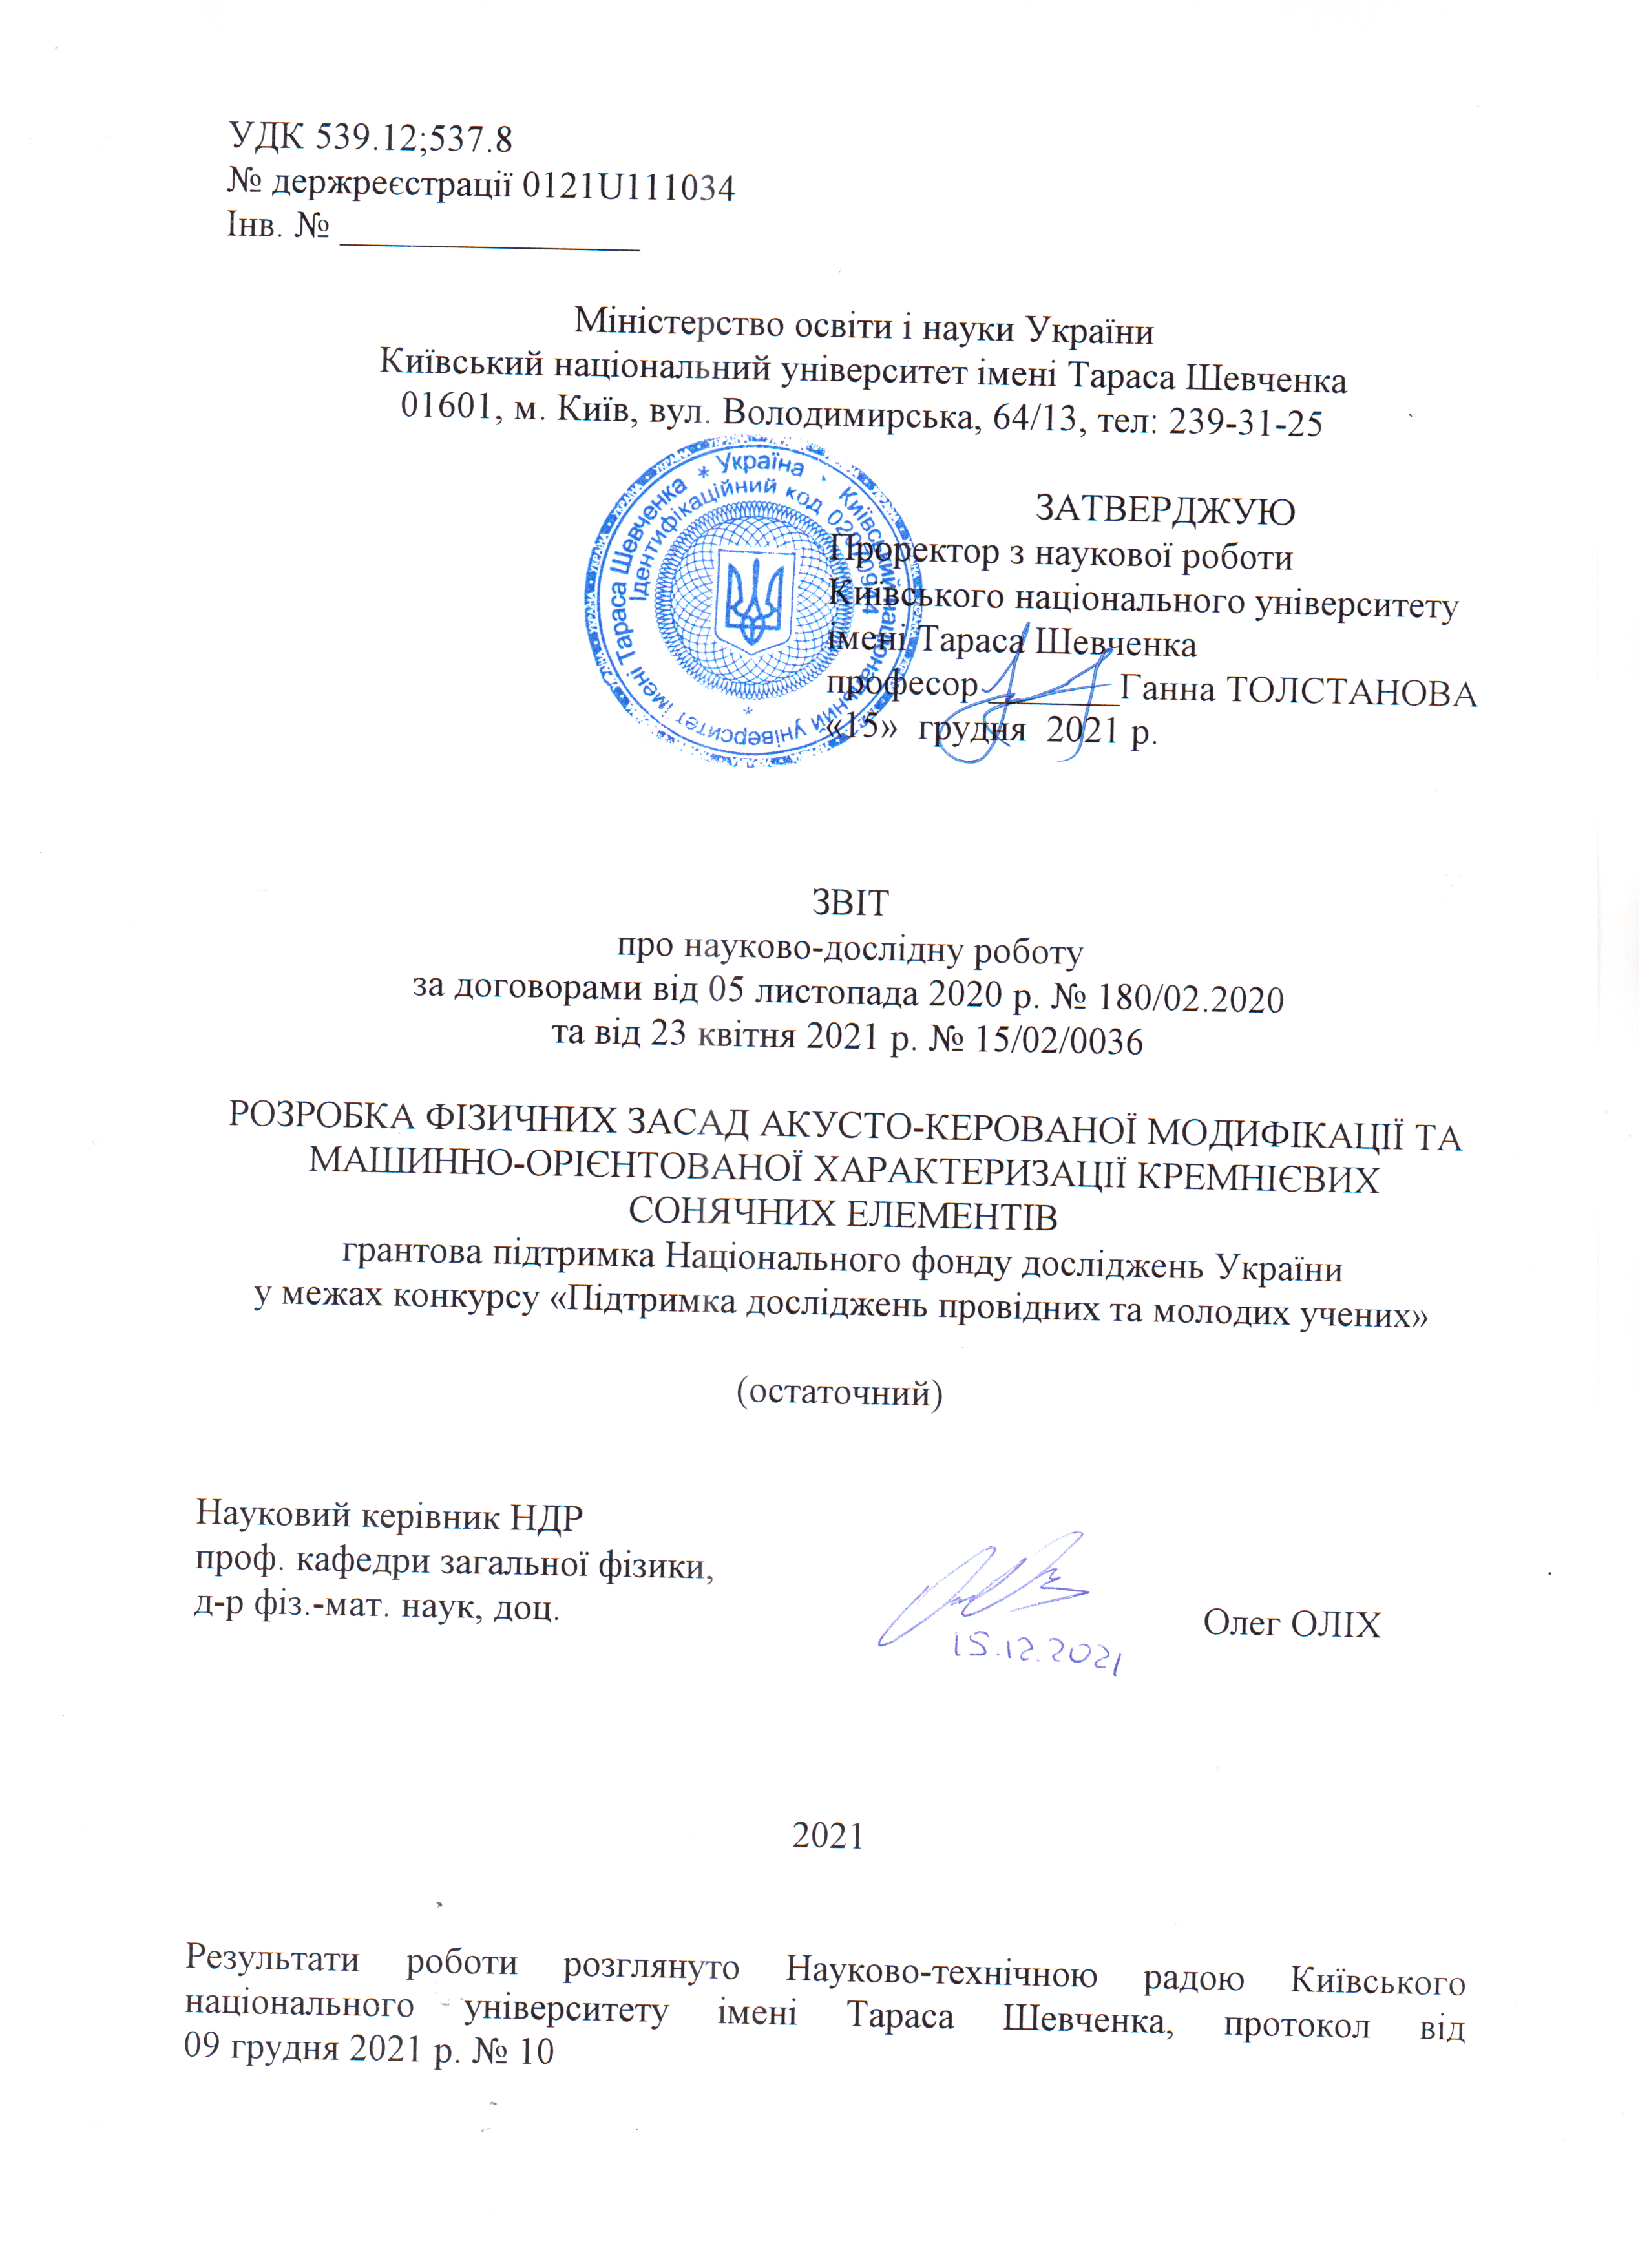 УДК 539.12;537.8
№ держреєстрації 0121U111034
Інв. № ________________
Міністерство освіти і науки України
Київський національний університет імені Тараса Шевченка
01601, м. Київ, вул. Володимирська, 64/13, тел: 239-31-25
Україна * Київський національний університет імені Тараса Шевченка *
Ідентифікаційний код 02070944
ЗАТВЕРДЖУЮ
Проректор з наукової роботи
Київського національного університету
імені Тараса Шевченка
професор_______Ганна ТОЛСТАНОВА
«15» грудня 2021 р.
ЗВІТ
про науково-дослідну роботу
за договорами від 05 листопада 2020 р. № 180/02.2020
та від 23 квітня 2021 р. № 15/02/0036
РОЗРОБКА ФІЗИЧНИХ ЗАСАД АКУСТО-КЕРОВАНОЇ МОДИФІКАЦІЇ ТА
МАШИННО-ОРІЄНТОВАНОЇ ХАРАКТЕРИЗАЦІЇ КРЕМНІЄВИХ
СОНЯЧНИХ ЕЛЕМЕНТІВ
грантова підтримка Національного фонду досліджень України
у межах конкурсу «Підтримка досліджень провідних та молодих учених»
(остаточний)
Науковий керівник НДР
проф. кафедри загальної фізики,
д-р фіз.-мат. наук, доц.
Олег ОЛІХ
15.12.2021
2021
Результати роботи розглянуто Науково-технічною радою Київського
національного університету імені Тараса Шевченка, протокол від
09 грудня 2021 р. № 10